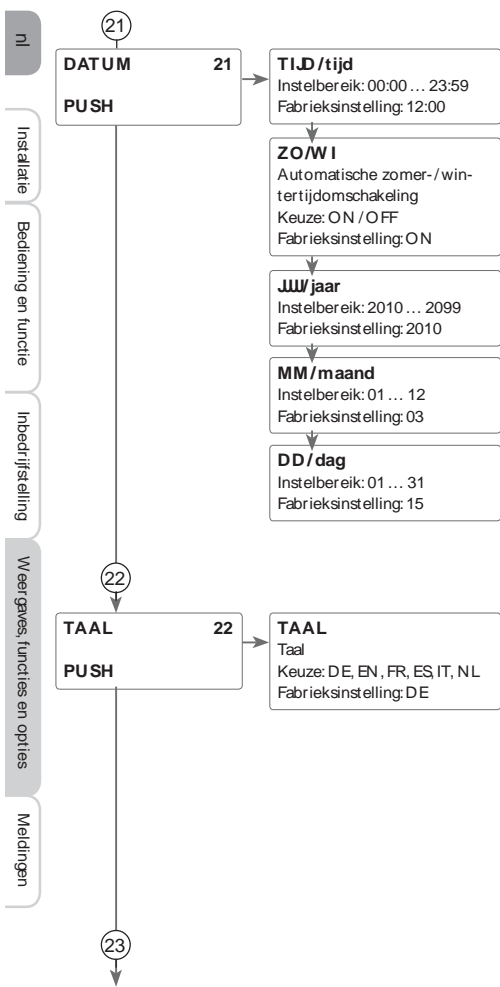 nl
Installatie
Bediening en functie
Inbedrijfstelling
Weergaves, functies en opties
Meldingen
21
DATUM 21
PUSH
TIJD/tijd
Instelbereik: 00:00 … 23:59
Fabrieksinstelling: 12:00
ZO/WI
Automatische zomer-/win-
tertijdomschakeling
Keuze: ON/OFF
Fabrieksinstelling: ON
JJJJ/jaar
Instelbereik: 2010 … 2099
Fabrieksinstelling: 2010
MM/maand
Instelbereik: 01 … 12
Fabrieksinstelling: 03
DD/dag
Instelbereik: 01 … 31
Fabrieksinstelling: 15
22
TAAL 22
PUSH
TAAL
Taal
Keuze: DE, EN, FR, ES, IT, NL
Fabrieksinstelling: DE
23